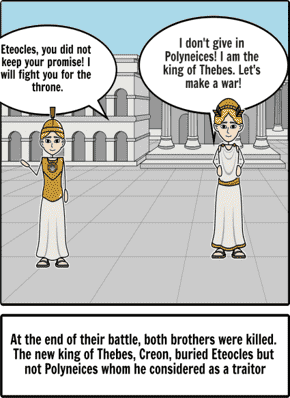 Eteocles, you did not
keep your promise! I
will fight you for the
throne.
I don't give in
Polyneices! I am the
king of Thebes. Let's
make a war!
At the end of their battle, both brothers were killed.
The new king of Thebes, Creon, buried Eteocles but
not Polyneices whom he considered as a traitor